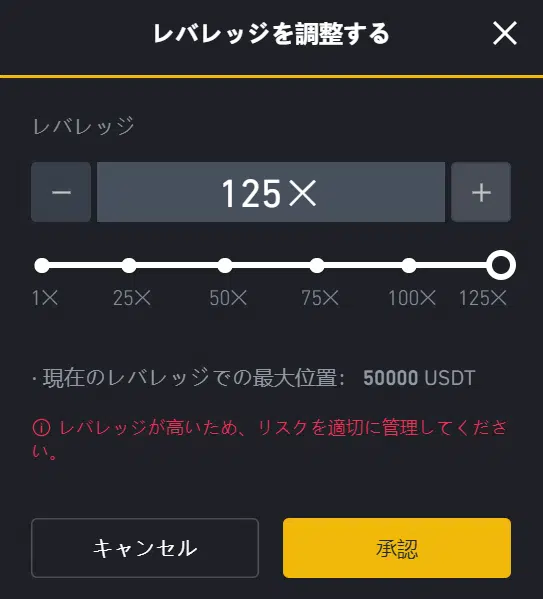 レバレッジを調整する
レバレッジ
125×
1× 25× 50× 75× 100× 125×
· 現在のレバレッジでの最大位置： 50000 USDT
レバレッジが高いため、リスクを適切に管理してくださ
い。
キャンセル 承認